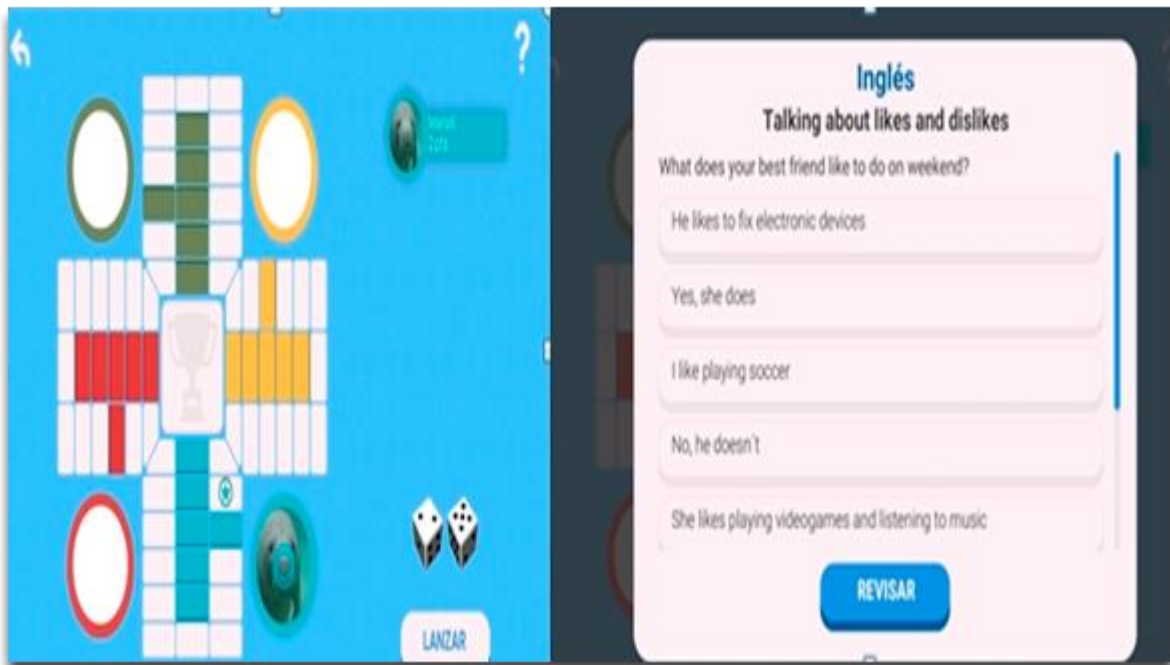 ?
LANZAR
Inglés
Talking about likes and dislikes
What does your best friend like to do on weekend?
He likes to fix electronic devices
Yes, she does
I like playing soccer
No, he doesn´t
She likes playing videogames and listening to music
REVISAR